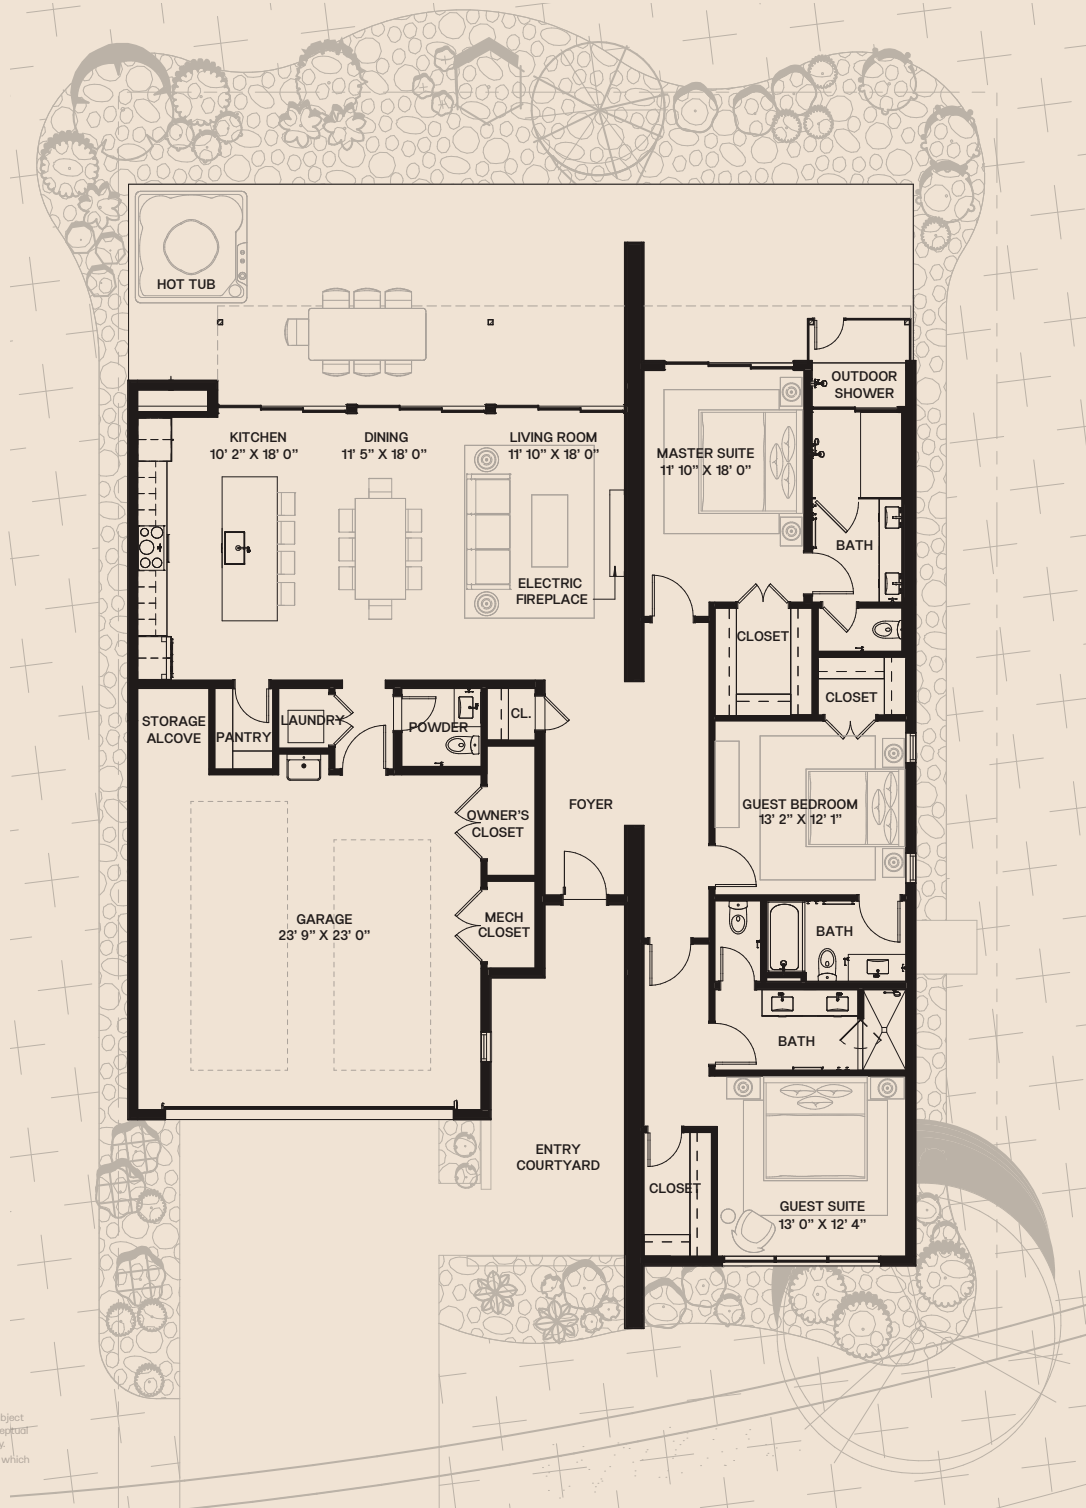 HOT TUB
OUTDOOR
SHOWER
KITCHEN
10' 2" X 18' 0"
DINING
11' 5" X 18' 0"
LIVING ROOM
11' 10" X 18' 0"
MASTER SUITE
11' 10" X 18' 0"
BATH
ELECTRIC
FIREPLACE
CLOSET
CLOSET
STORAGE
ALCOVE
PANTRY
LAUNDRY
POWDER
CL.
OWNER'S
CLOSET
FOYER
GUEST BEDROOM
13' 2" X 12' 1"
GARAGE
23' 9" X 23' 0"
MECH
CLOSET
BATH
BATH
ENTRY
COURTYARD
CLOSET
GUEST SUITE
13' 0" X 12' 4"
bject
eptual
y.
which